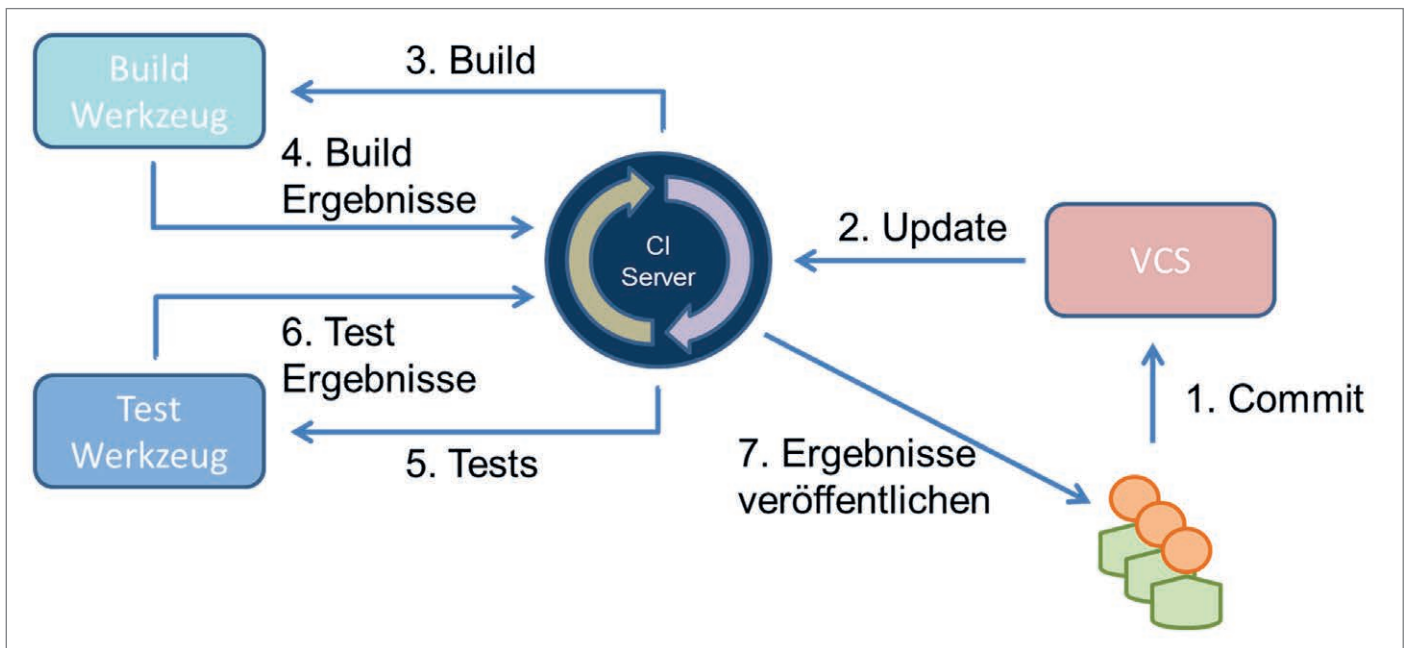 Build
Werkzeug
3. Build
4. Build
Ergebnisse
CI
Server
2. Update
VCS
6. Test
Ergebnisse
Test
Werkzeug
5. Tests
1. Commit
7. Ergebnisse
veröffentlichen